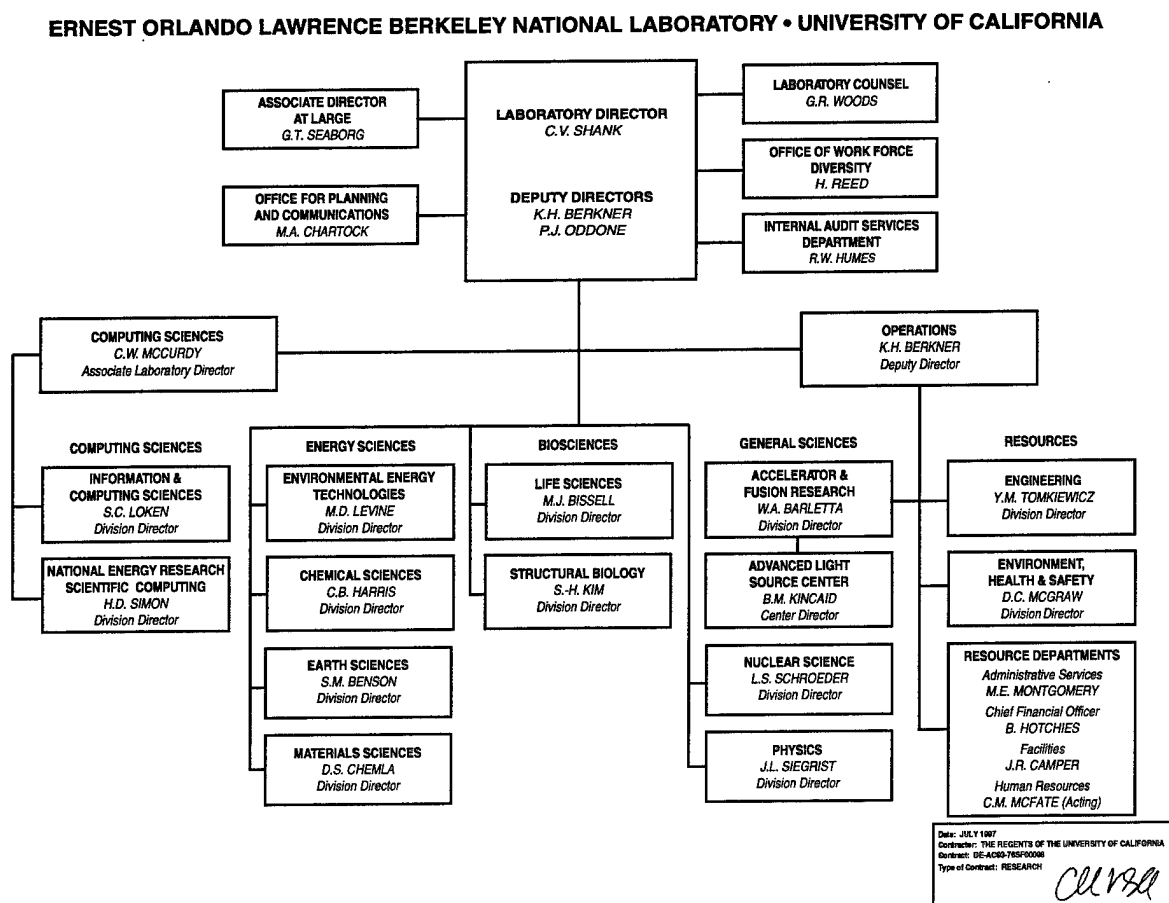 ERNEST ORLANDO LAWRENCE BERKELEY NATIONAL LABORATORY • UNIVERSITY OF CALIFORNIA
ASSOCIATE DIRECTOR
AT LARGE
G.T. SEABORG
OFFICE FOR PLANNING
AND COMMUNICATIONS
M.A. CHARTOCK
LABORATORY DIRECTOR
C.V. SHANK
DEPUTY DIRECTORS
K.H. BERKNER
P.J. ODDONE
LABORATORY COUNSEL
G.R. WOODS
OFFICE OF WORK FORCE
DIVERSITY
H. REED
INTERNAL AUDIT SERVICES
DEPARTMENT
R.W. HUMES
COMPUTING SCIENCES
C.W. MCCURDY
Associate Laboratory Director
OPERATIONS
K.H. BERKNER
Deputy Director
COMPUTING SCIENCES
INFORMATION &
COMPUTING SCIENCES
S.C. LOKEN
Division Director
NATIONAL ENERGY RESEARCH
SCIENTIFIC COMPUTING
H.D. SIMON
Division Director
ENERGY SCIENCES
ENVIRONMENTAL ENERGY
TECHNOLOGIES
M.D. LEVINE
Division Director
CHEMICAL SCIENCES
C.B. HARRIS
Division Director
EARTH SCIENCES
S.M. BENSON
Division Director
MATERIALS SCIENCES
D.S. CHEMLA
Division Director
BIOSCIENCES
LIFE SCIENCES
M.J. BISSELL
Division Director
STRUCTURAL BIOLOGY
S.-H. KIM
Division Director
GENERAL SCIENCES
ACCELERATOR &
FUSION RESEARCH
W.A. BARLETTA
Division Director
ADVANCED LIGHT
SOURCE CENTER
B.M. KINCAID
Center Director
NUCLEAR SCIENCE
L.S. SCHROEDER
Division Director
PHYSICS
J.L. SIEGRIST
Division Director
RESOURCES
ENGINEERING
Y.M. TOMKIEWICZ
Division Director
ENVIRONMENT,
HEALTH & SAFETY
D.C. MCGRAW
Division Director
RESOURCE DEPARTMENTS
Administrative Services
M.E. MONTGOMERY
Chief Financial Officer
B. HOTCHIES
Facilities
J.R. CAMPER
Human Resources
C.M. MCFATE (Acting)
Date: JULY 1997
Contractor: THE REGENTS OF THE UNIVERSITY OF CALIFORNIA
Contract: DE-AC03-76SF00098
Type of Contract: RESEARCH